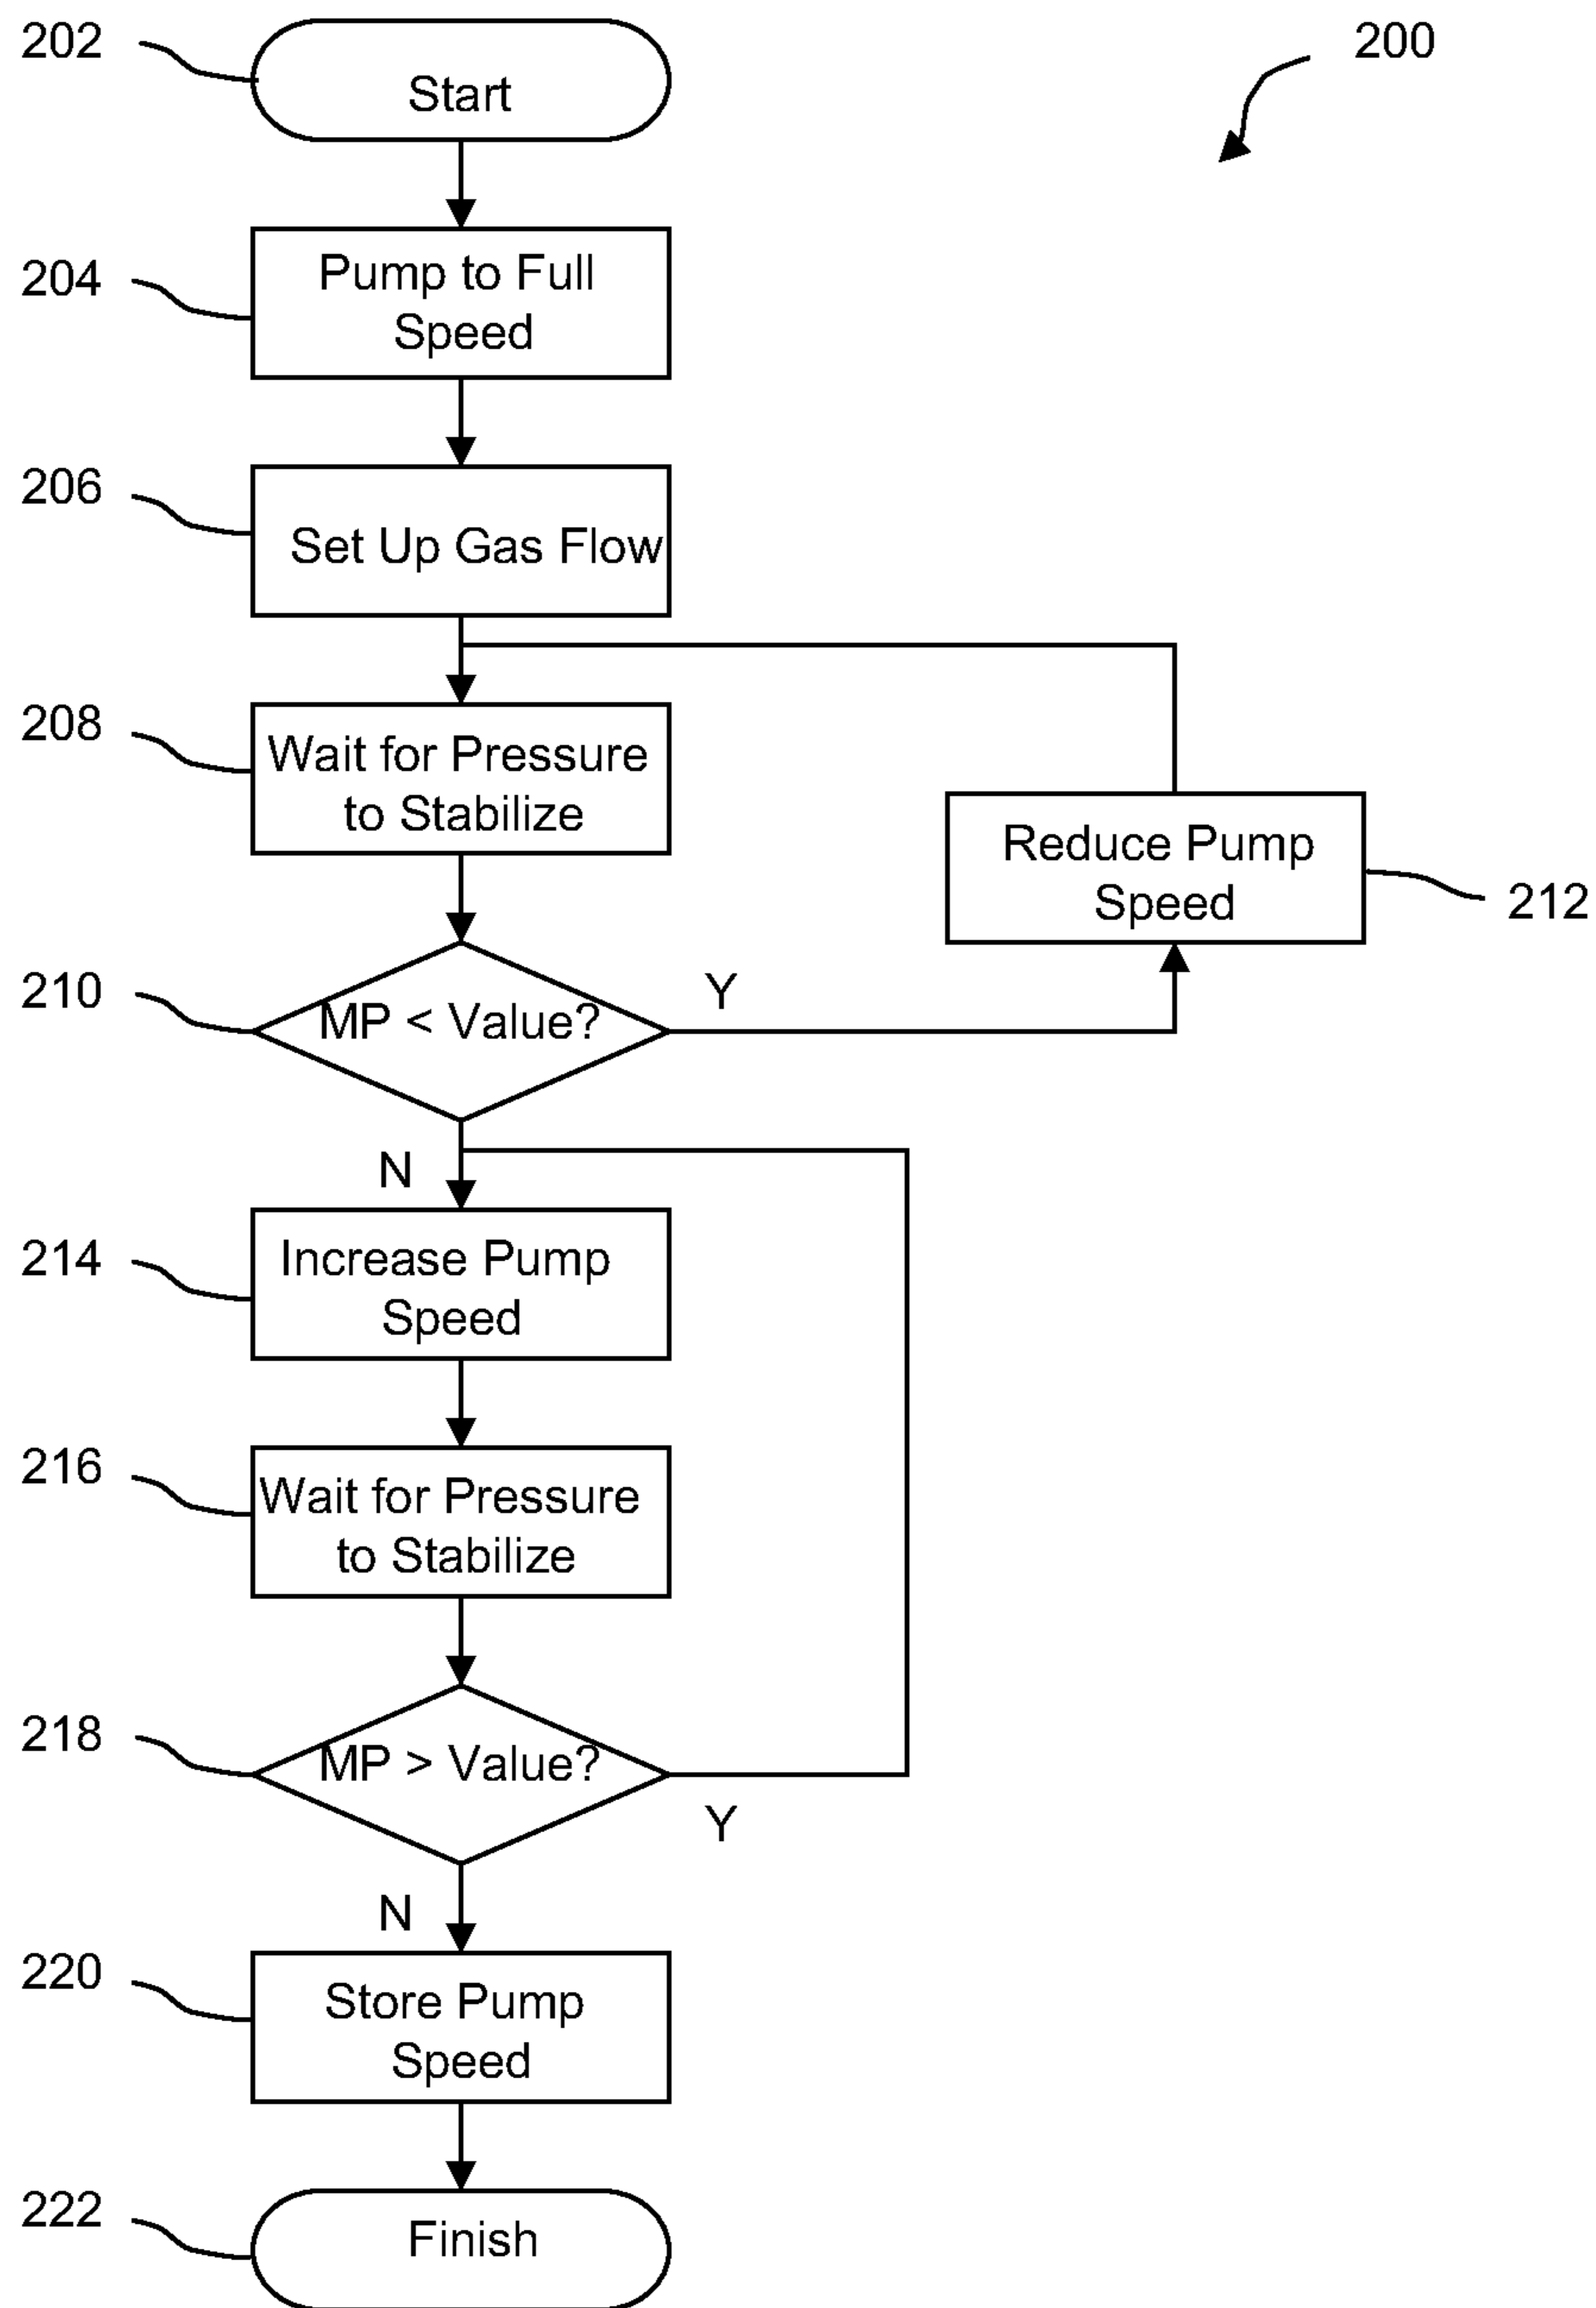 202
Start
200
204
Pump to Full
Speed
206
Set Up Gas Flow
208
Wait for Pressure
to Stabilize
Reduce Pump
Speed
212
210
MP < Value?
Y
N
214
Increase Pump
Speed
216
Wait for Pressure
to Stabilize
218
MP > Value?
Y
N
220
Store Pump
Speed
222
Finish